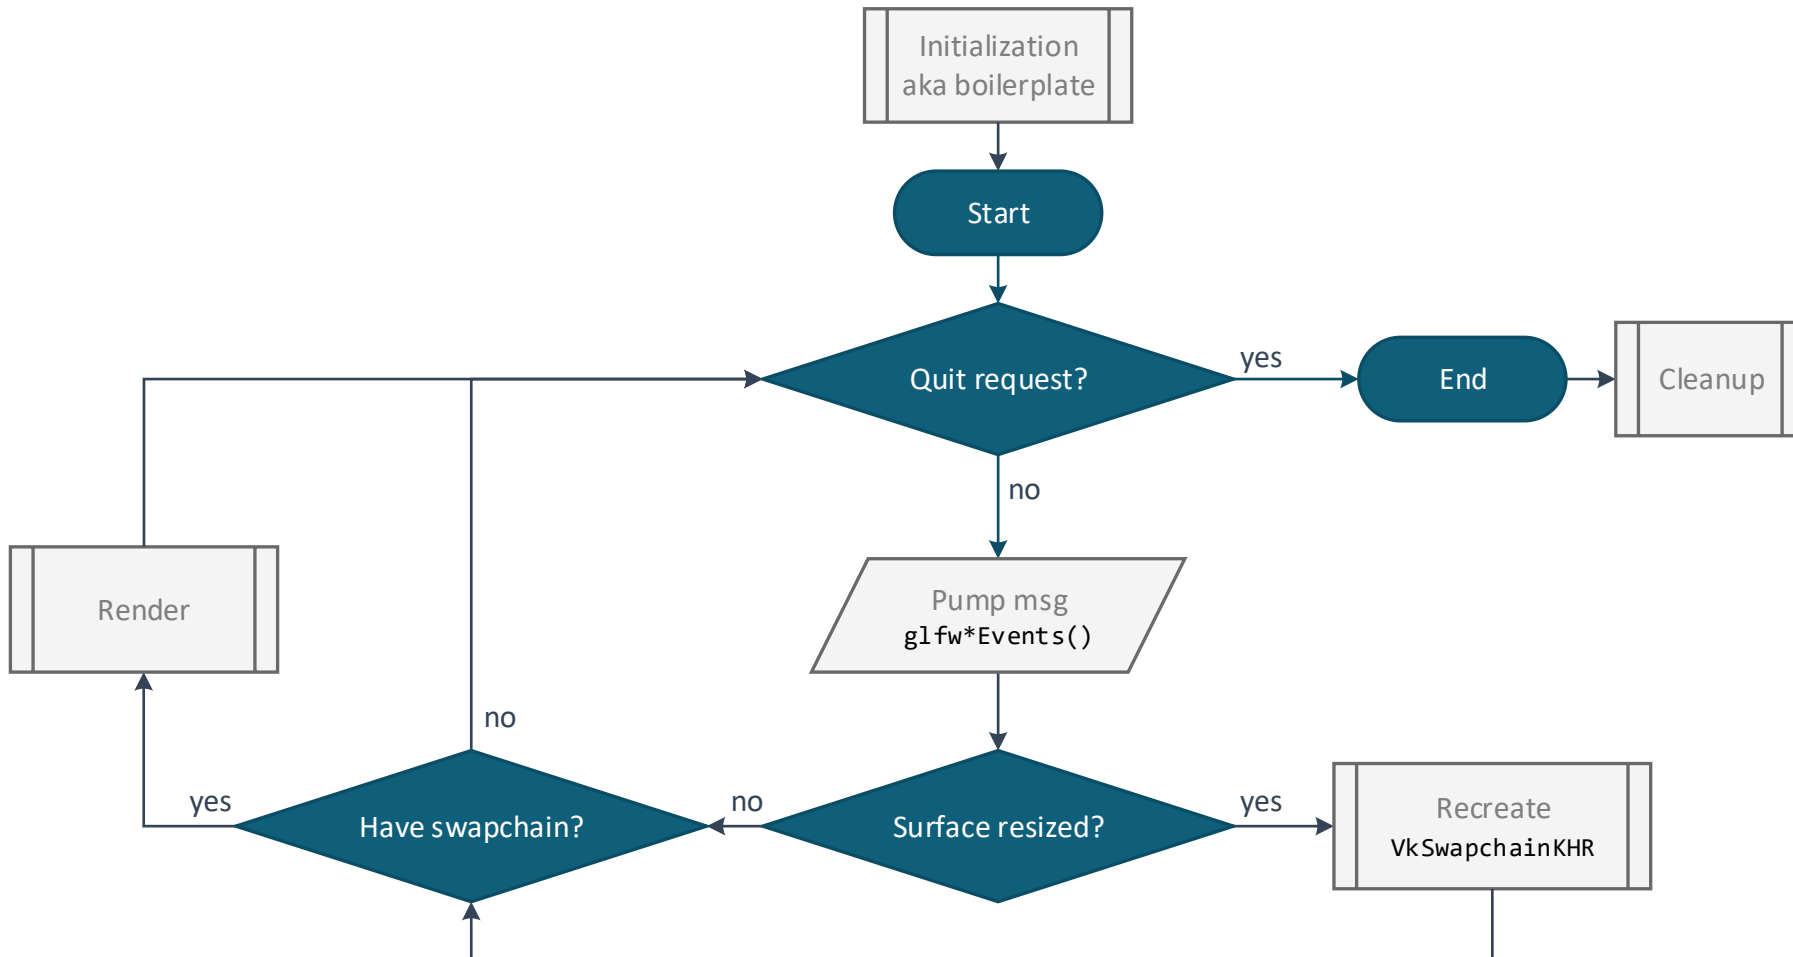 Initialization
aka boilerplate
Start
Quit request?
yes
End
Cleanup
no
Pump msg
glfw*Events()
Render
no
yes
Have swapchain?
no
Surface resized?
yes
Recreate
VkSwapchainKHR